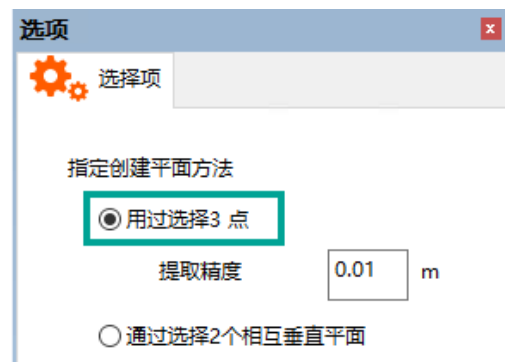 选项
选择项
指定创建平面方法
用过选择3 点
提取精度 0.01 m
通过选择2个相互垂直平面